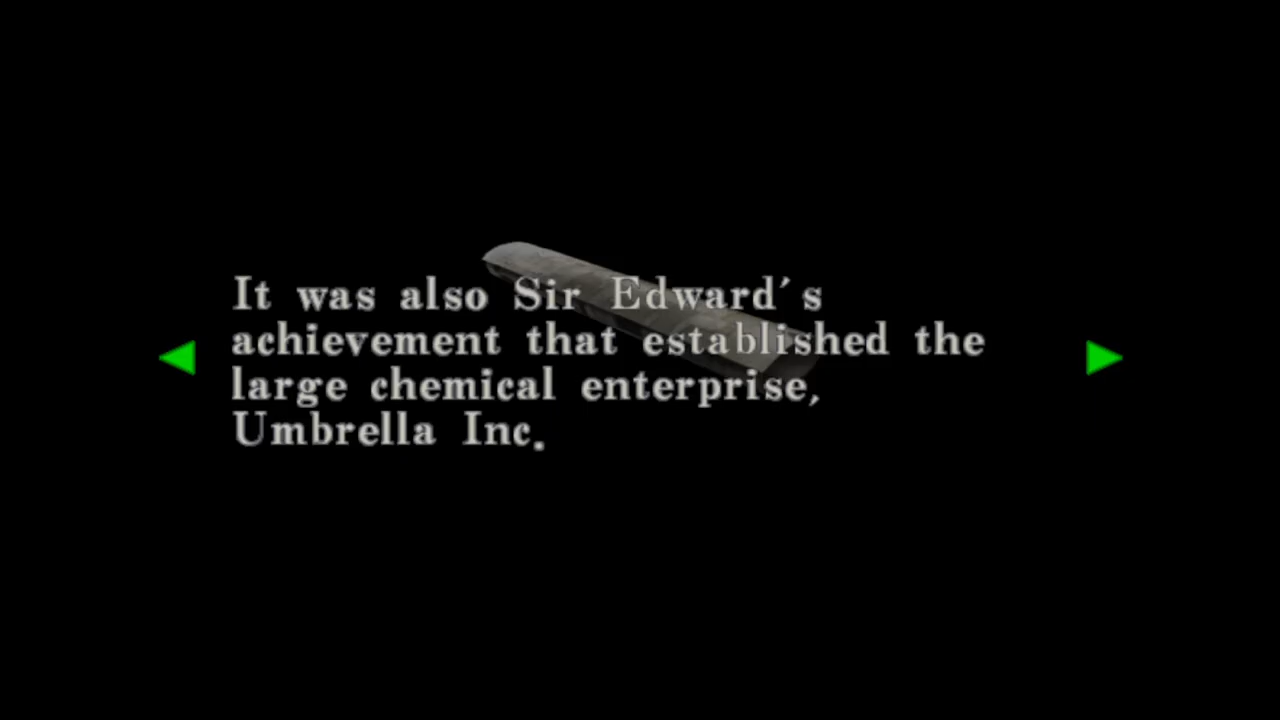 It was also Sir Edward's
achievement that established the
large chemical enterprise,
Umbrella Inc.